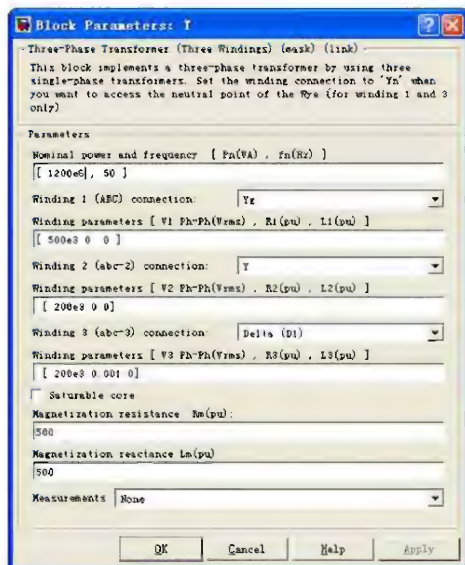 Block Parameters: T
Three-Phase Transformer (Three Windings) (mask) (link)
This block implements a three-phase transformer by using three
single-phase transformers. Set the winding connection to 'Yn' when
you want to access the neutral point of the Wye (for winding 1 and 3
only)
Parameters
Nominal power and frequency [ Pn(VA) , fn(Hz) ]
[ 1200e6 , 50 ]
Winding 1 (ABC) connection: Yg
Winding parameters [ V1 Ph-Ph(Vrms) , R1(pu) , L1(pu) ]
[ 500e3 0 0 ]
Winding 2 (abc-2) connection: Y
Winding parameters [ V2 Ph-Ph(Vrms) , R2(pu) , L2(pu) ]
[ 200e3 0 0]
Winding 3 (abc-3) connection: Delta (D1)
Winding parameters [ V3 Ph-Ph(Vrms) , R3(pu) , L3(pu) ]
[ 200e3 0.001 0]
Saturable core
Magnetization resistance Rm(pu):
500
Magnetization reactance Lm(pu)
500
Measurements None
OK Cancel Help Apply